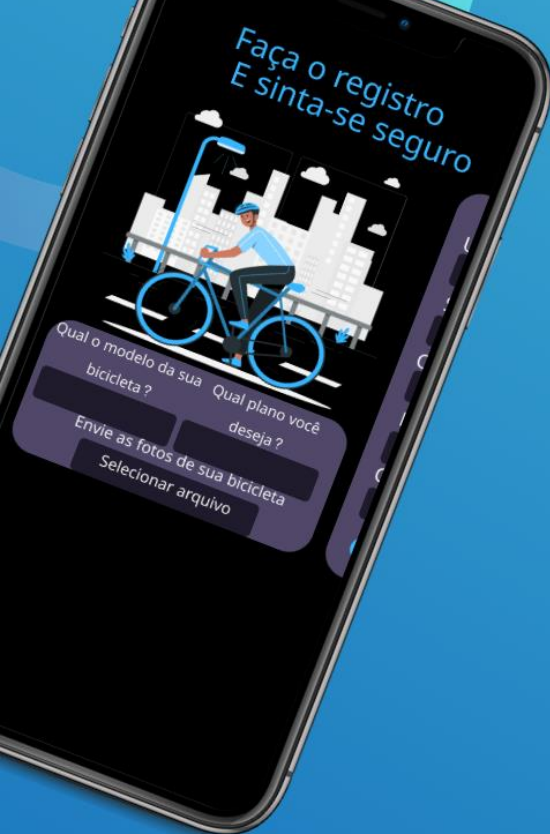 Faça o registro
E sinta-se seguro
Qual o modelo da sua
bicicleta ?
Qual plano você
deseja ?
Envie as fotos de sua bicicleta
Selecionar arquivo